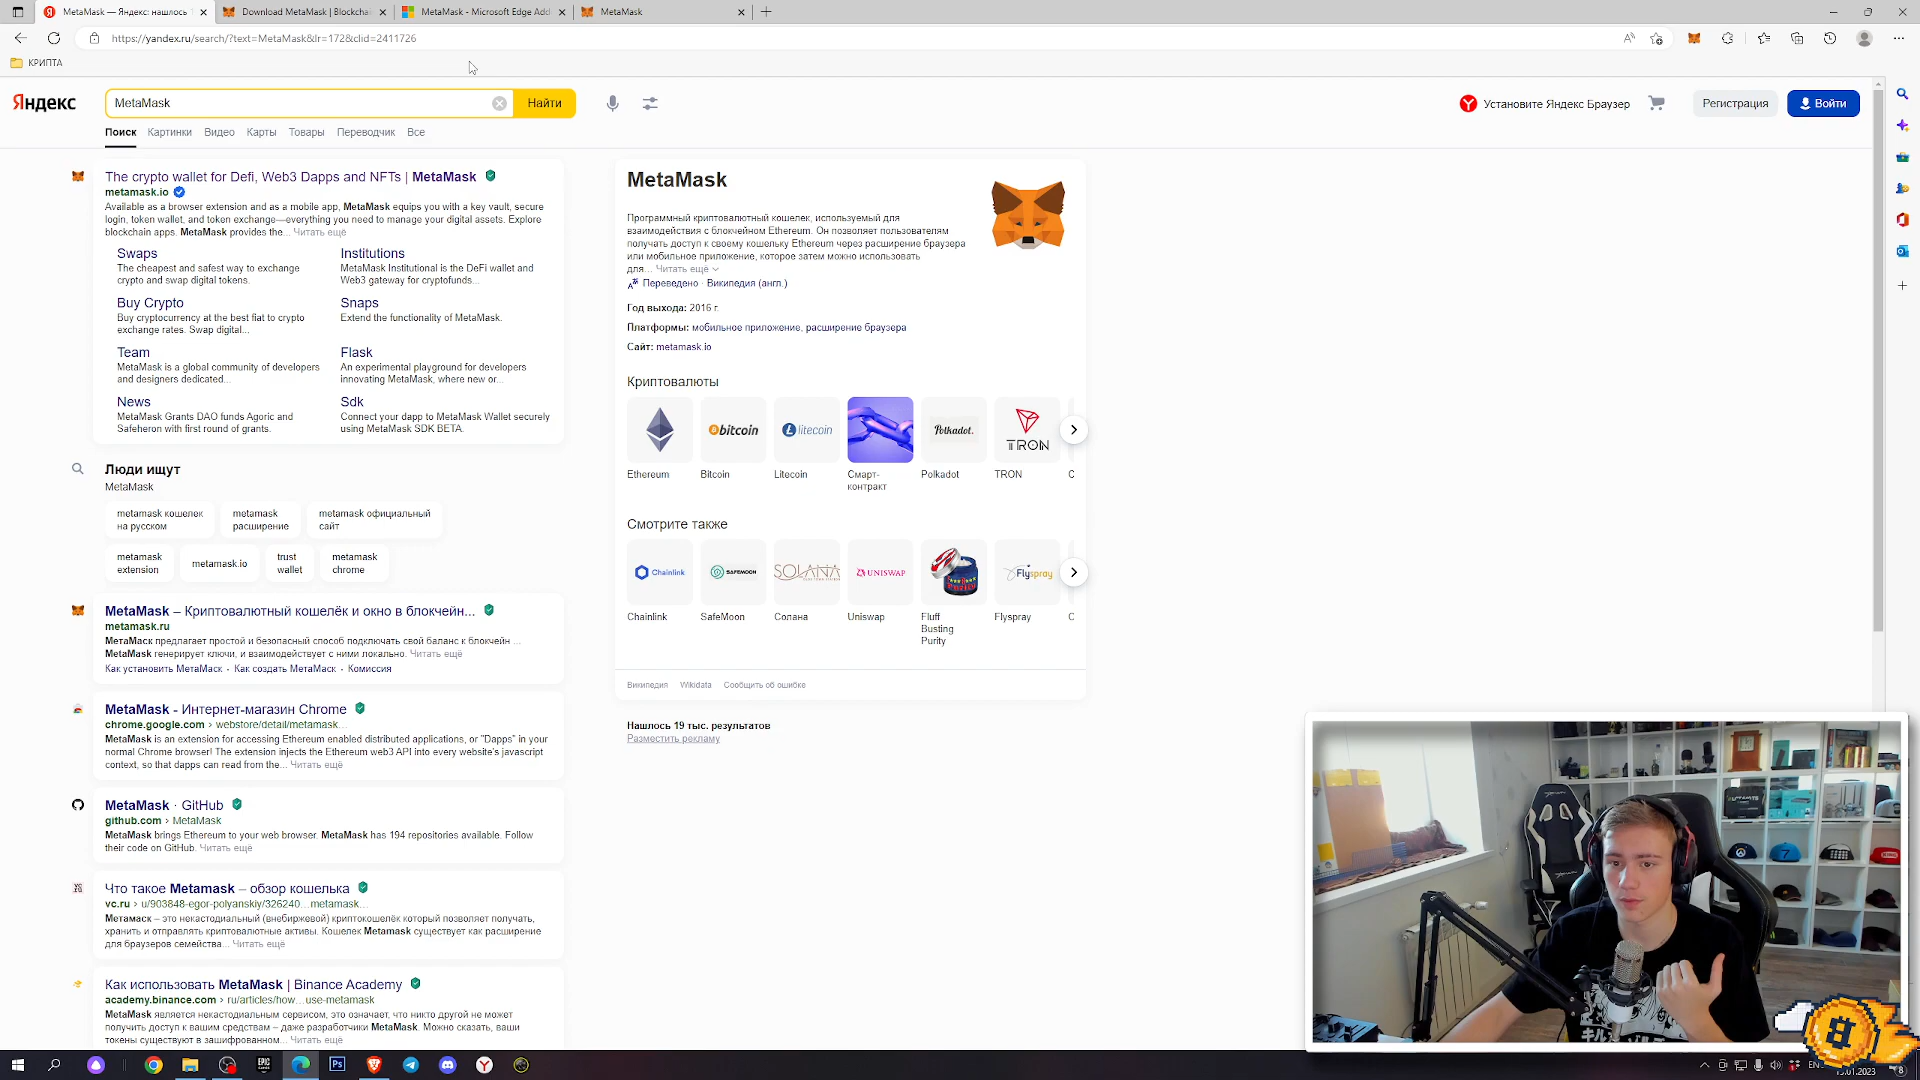 MetaMask — Яндекс: нашлось 1
Download MetaMask | Blockchai
MetaMask - Microsoft Edge Add
MetaMask
https://yandex.ru/search/?text=MetaMask&lr=172&clid=2411726
КРИПТА
Яндекс
MetaMask
Найти
Установите Яндекс Браузер
Регистрация
Войти
Поиск Картинки Видео Карты Товары Переводчик Все
The crypto wallet for Defi, Web3 Dapps and NFTs | MetaMask
metamask.io
Available as a browser extension and as a mobile app, MetaMask equips you with a key vault, secure
login, token wallet, and token exchange—everything you need to manage your digital assets. Explore
blockchain apps. MetaMask provides the... Читать ещё
Swaps
The cheapest and safest way to exchange
crypto and swap digital tokens.
Institutions
MetaMask Institutional is the DeFi wallet and
Web3 gateway for cryptofunds...
Buy Crypto
Buy cryptocurrency at the best fiat to crypto
exchange rates. Swap digital...
Snaps
Extend the functionality of MetaMask.
Team
MetaMask is a global community of developers
and designers dedicated...
Flask
An experimental playground for developers
innovating MetaMask, where new or...
News
MetaMask Grants DAO funds Agoric and
Safeheron with first round of grants.
Sdk
Connect your dapp to MetaMask Wallet securely
using MetaMask SDK BETA.
Люди ищут
MetaMask
metamask кошелек
на русском
metamask
расширение
metamask официальный
сайт
metamask
extension
metamask.io
trust
wallet
metamask
chrome
MetaMask – Криптовалютный кошелёк и окно в блокчейн...
metamask.ru
МетаМаск предлагает простой и безопасный способ подключать свой баланс к блокчейн ...
MetaMask генерирует ключи, и взаимодействует с ними локально. Читать ещё
Как установить МетаМаск · Как создать МетаМаск · Комиссия
MetaMask - Интернет-магазин Chrome
chrome.google.com › webstore/detail/metamask...
MetaMask is an extension for accessing Ethereum enabled distributed applications, or "Dapps" in your
normal Chrome browser! The extension injects the Ethereum web3 API into every website's javascript
context, so that dapps can read from the... Читать ещё
MetaMask · GitHub
github.com › MetaMask
MetaMask brings Ethereum to your web browser. MetaMask has 194 repositories available. Follow
their code on GitHub. Читать ещё
Что такое Metamask – обзор кошелька
vc.ru › u/903848-egor-polyanskiy/326240...metamask...
Метамаск – это некастодиальный (внебиржевой) криптокошелёк который позволяет получать,
хранить и отправлять криптовалютные активы. Кошелек Metamask существует как расширение
для браузеров семейства... Читать ещё
Как использовать MetaMask | Binance Academy
academy.binance.com › ru/articles/how...use-metamask
MetaMask является некастодиальным сервисом, это означает, что никто другой не может
получить доступ к вашим средствам – даже разработчики MetaMask. Можно сказать, ваши
токены существуют в зашифрованном... Читать ещё
MetaMask
Программный криптовалютный кошелек, используемый для
взаимодействия с блокчейном Ethereum. Он позволяет пользователям
получать доступ к своему кошельку Ethereum через расширение браузера
или мобильное приложение, которое затем можно использовать
для... Читать ещё
Переведено · Википедия (англ.)
Год выхода: 2016 г.
Платформы: мобильное приложение, расширение браузера
Сайт: metamask.io
Криптовалюты
bitcoin
litecoin
Polkadot.
TRON
Ethereum
Bitcoin
Litecoin
Смарт-
контракт
Polkadot
TRON
Смотрите также
Chainlink
SAFEMOON
SOLANA
UNISWAP
Purity
Flyspray
Chainlink
SafeMoon
Солана
Uniswap
Fluff
Busting
Purity
Flyspray
Википедия Wikidata Сообщить об ошибке
Нашлось 19 тыс. результатов
Разместить рекламу